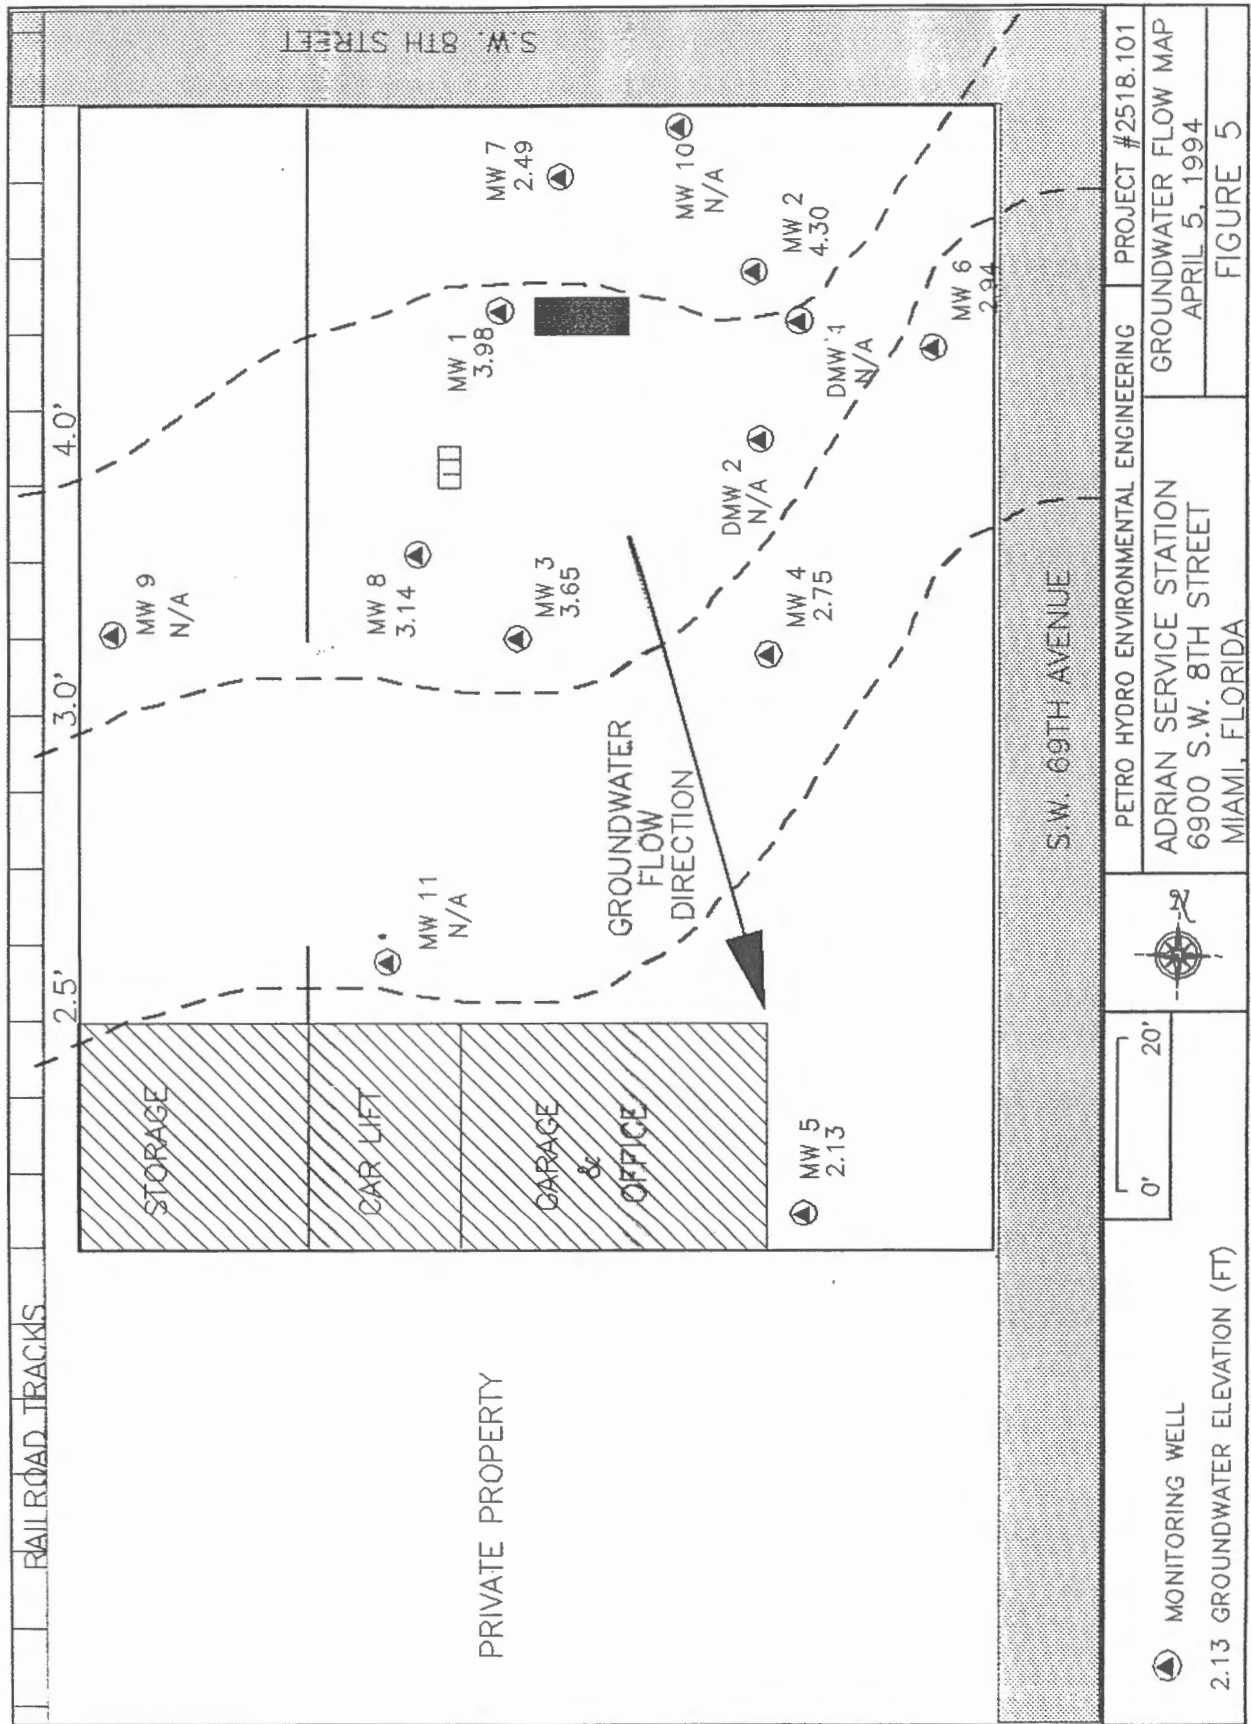 RAILROAD TRACKS
2.5'
3.0'
4.0'
S.W. 8TH STREET
STORAGE
CAR LIFT
GARAGE
&
OFFICE
MW 9
N/A
MW 11
N/A
MW 8
3.14
MW 1
3.98
MW 7
2.49
MW 3
3.65
MW 10
N/A
GROUNDWATER
FLOW
DIRECTION
DMW 2
N/A
MW 2
4.30
MW 4
2.75
N/A
MW 5
2.13
MW 6
2.94
PRIVATE PROPERTY
S.W. 69TH AVENUE
MONITORING WELL
2.13 GROUNDWATER ELEVATION (FT)
0' 20'
N
PETRO HYDRO ENVIRONMENTAL ENGINEERING
PROJECT #2518.101
ADRIAN SERVICE STATION
6900 S.W. 8TH STREET
MIAMI, FLORIDA
GROUNDWATER FLOW MAP
APRIL 5, 1994
FIGURE 5